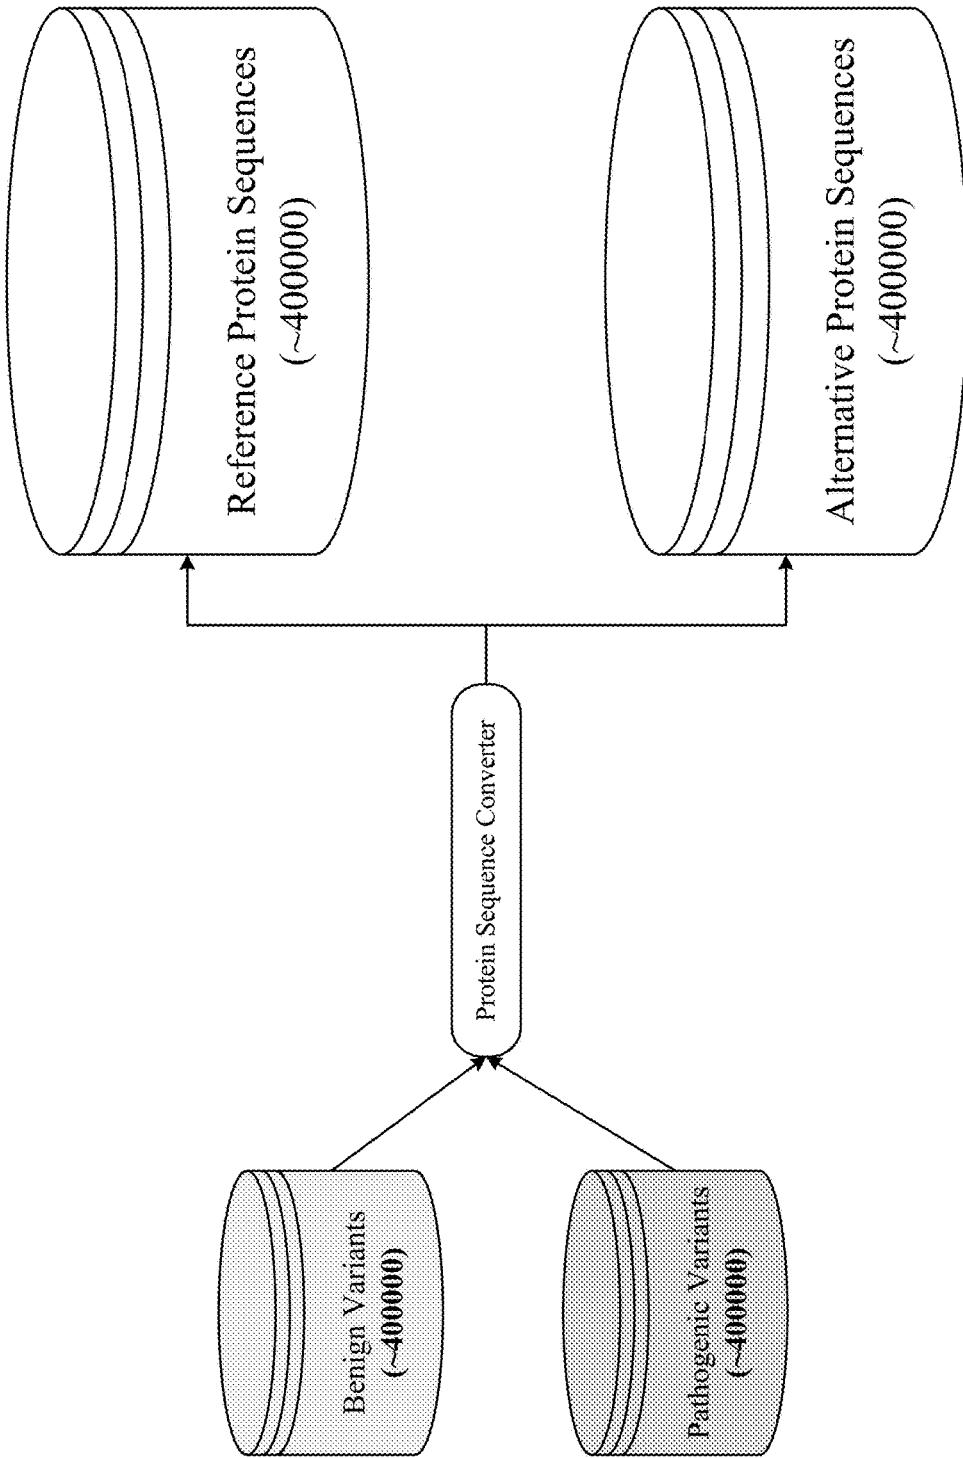 Benign Variants
(~400000)
Pathogenic Variants
(~400000)
Protein Sequence Converter
Reference Protein Sequences
(~400000)
Alternative Protein Sequences
(~400000)